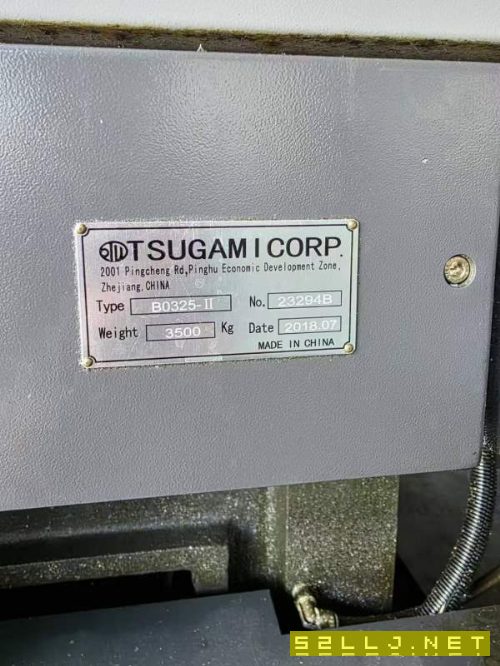 TSUGAMI CORP.
2001 Pingcheng Rd,Pinghu Economic Development Zone,
Zhejiang,CHINA
Type B0325-II No. 23294B
Weight 3500 Kg Date 2018.07
MADE IN CHINA
52LLJ.NET